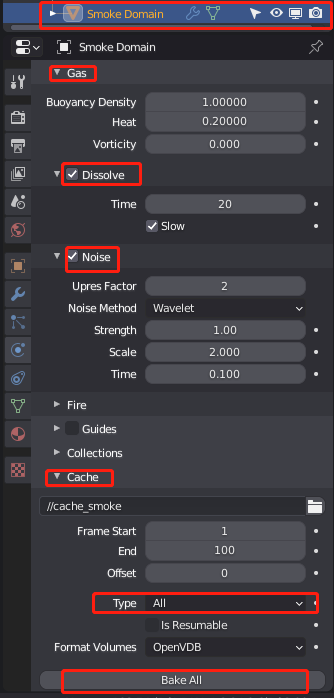 Smoke Domain
Smoke Domain
Gas
Buoyancy Density 1.00000
Heat 0.20000
Vorticity 0.000
Dissolve
Time 20
Slow
Noise
Upres Factor 2
Noise Method Wavelet
Strength 1.00
Scale 2.000
Time 0.100
Fire
Guides
Collections
Cache
//cache_smoke
Frame Start 1
End 100
Offset 0
Type All
Is Resumable
Format Volumes OpenVDB
Bake All